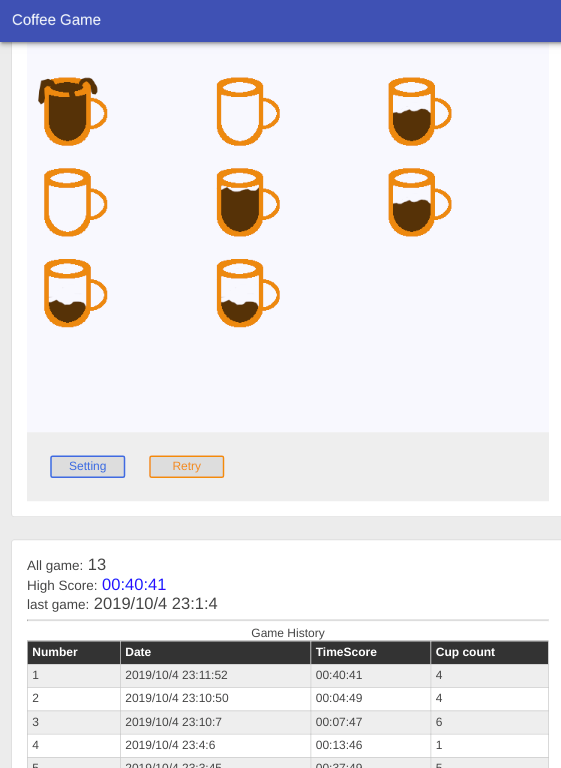 Coffee Game
Setting Retry
All game: 13
High Score: 00:40:41
last game: 2019/10/4 23:1:4
Game History
Number Date TimeScore Cup count
1 2019/10/4 23:11:52 00:40:41 4
2 2019/10/4 23:10:50 00:04:49 4
3 2019/10/4 23:10:7 00:07:47 6
4 2019/10/4 23:4:6 00:13:46 1
5 2019/10/4 23:3:45 00:37:49 5